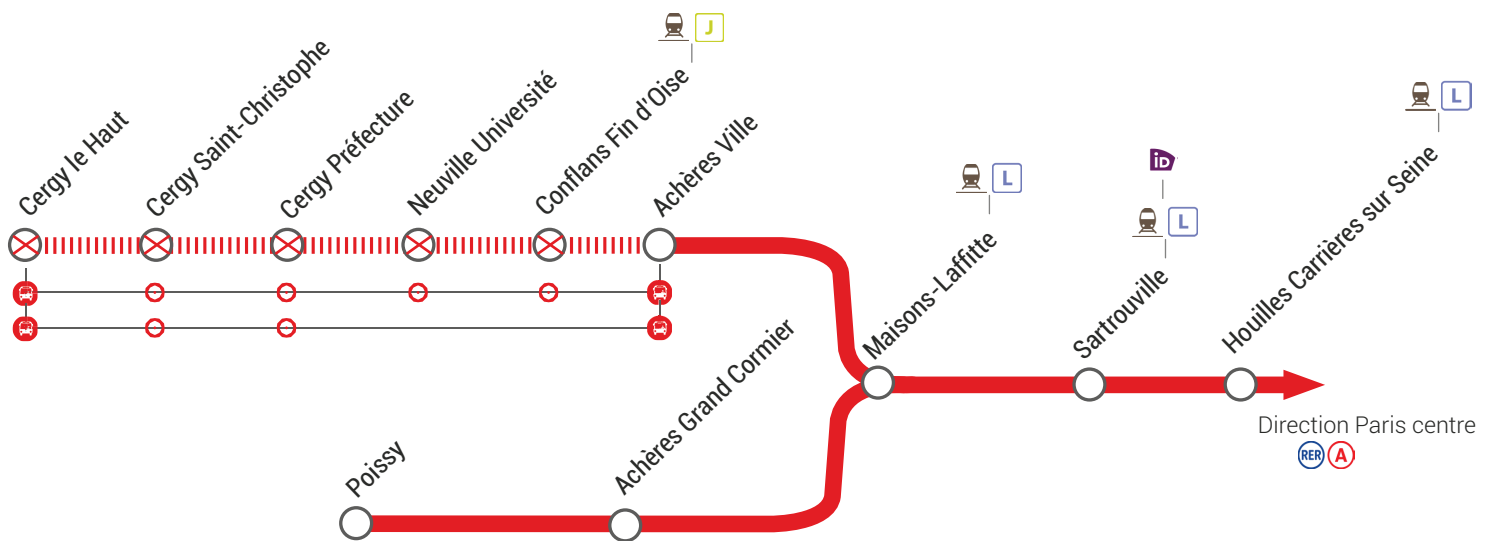 J
Cergy le Haut
Cergy Saint-Christophe
Cergy Préfecture
Neuville Université
Conflans Fin d'Oise
Achères Ville
L
Maisons-Laffitte
iD
L
Sartrouville
L
Houilles Carrières sur Seine
Poissy
Achères Grand Cormier
Direction Paris centre
RER A